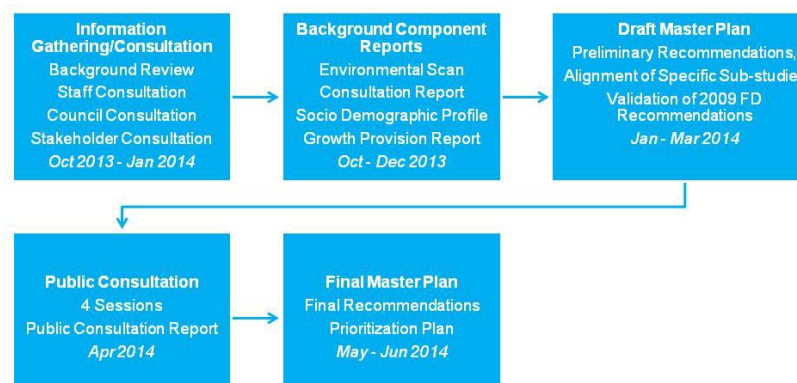 Information
Gathering/Consultation
Background Review
Staff Consultation
Council Consultation
Stakeholder Consultation
Oct 2013 - Jan 2014
Background Component
Reports
Environmental Scan
Consultation Report
Socio Demographic Profile
Growth Provision Report
Oct - Dec 2013
Draft Master Plan
Preliminary Recommendations,
Alignment of Specific Sub-studie
Validation of 2009 FD
Recommendations
Jan - Mar 2014
Public Consultation
4 Sessions
Public Consultation Report
Apr 2014
Final Master Plan
Final Recommendations
Prioritization Plan
May - Jun 2014